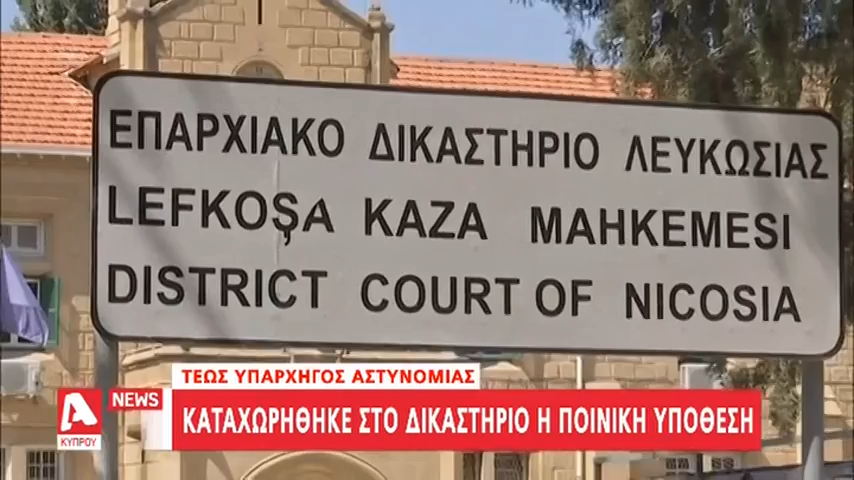 ΕΠΑΡΧΙΑΚΟ ΔΙΚΑΣΤΗΡΙΟ ΛΕΥΚΩΣΙΑΣ
LEFKOŞA KAZA MAHKEMESI
DISTRICT COURT OF NICOSIA
ΤΕΩΣ ΥΠΑΡΧΗΓΟΣ ΑΣΤΥΝΟΜΙΑΣ
NEWS
ΚΑΤΑΧΩΡΗΘΗΚΕ ΣΤΟ ΔΙΚΑΣΤΗΡΙΟ Η ΠΟΙΝΙΚΗ ΥΠΟΘΕΣΗ
ΚΥΠΡΟΥ